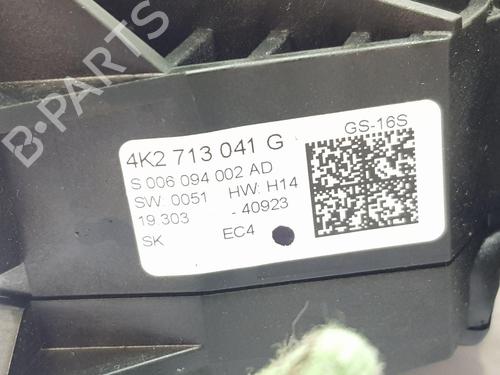 B-PARTS
GS-16S
4K2 713 041 G
S 006 094 002 AD
SW: 0051 HW: H14
19.303 - 40923
SK EC4